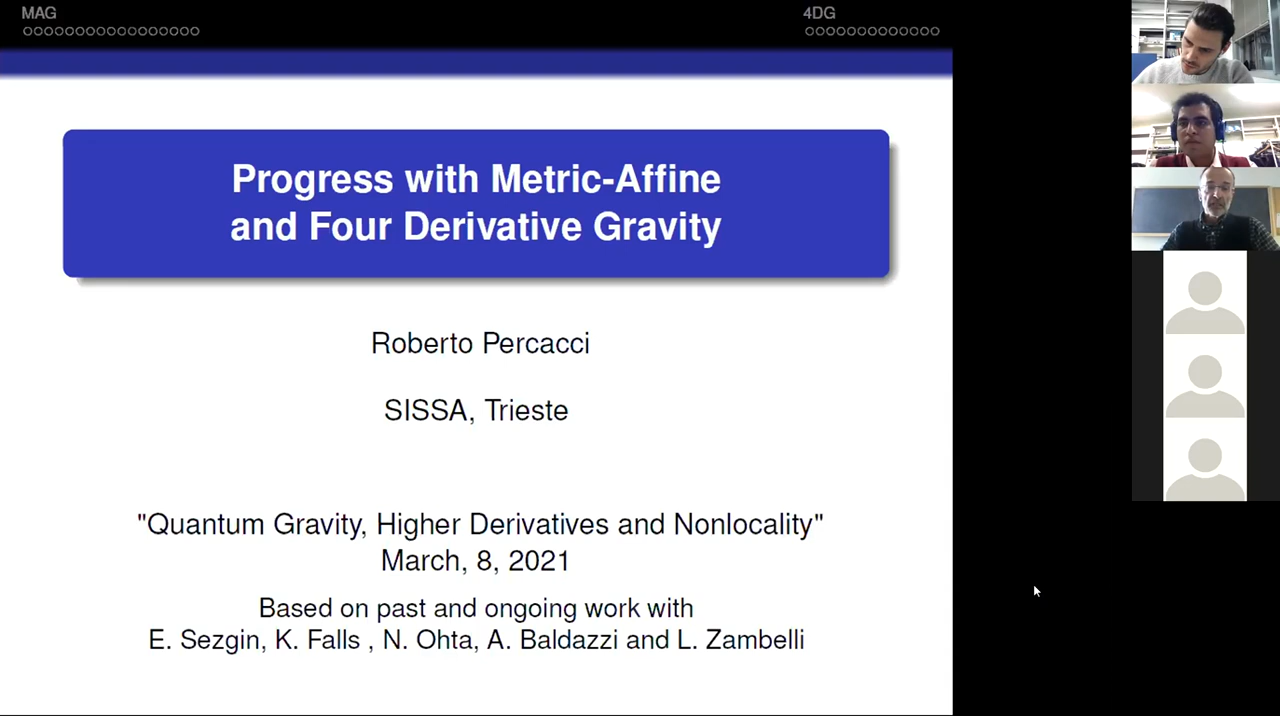 MAG
4DG
Progress with Metric-Affine
and Four Derivative Gravity
Roberto Percacci
SISSA, Trieste
"Quantum Gravity, Higher Derivatives and Nonlocality"
March, 8, 2021
Based on past and ongoing work with
E. Sezgin, K. Falls , N. Ohta, A. Baldazzi and L. Zambelli